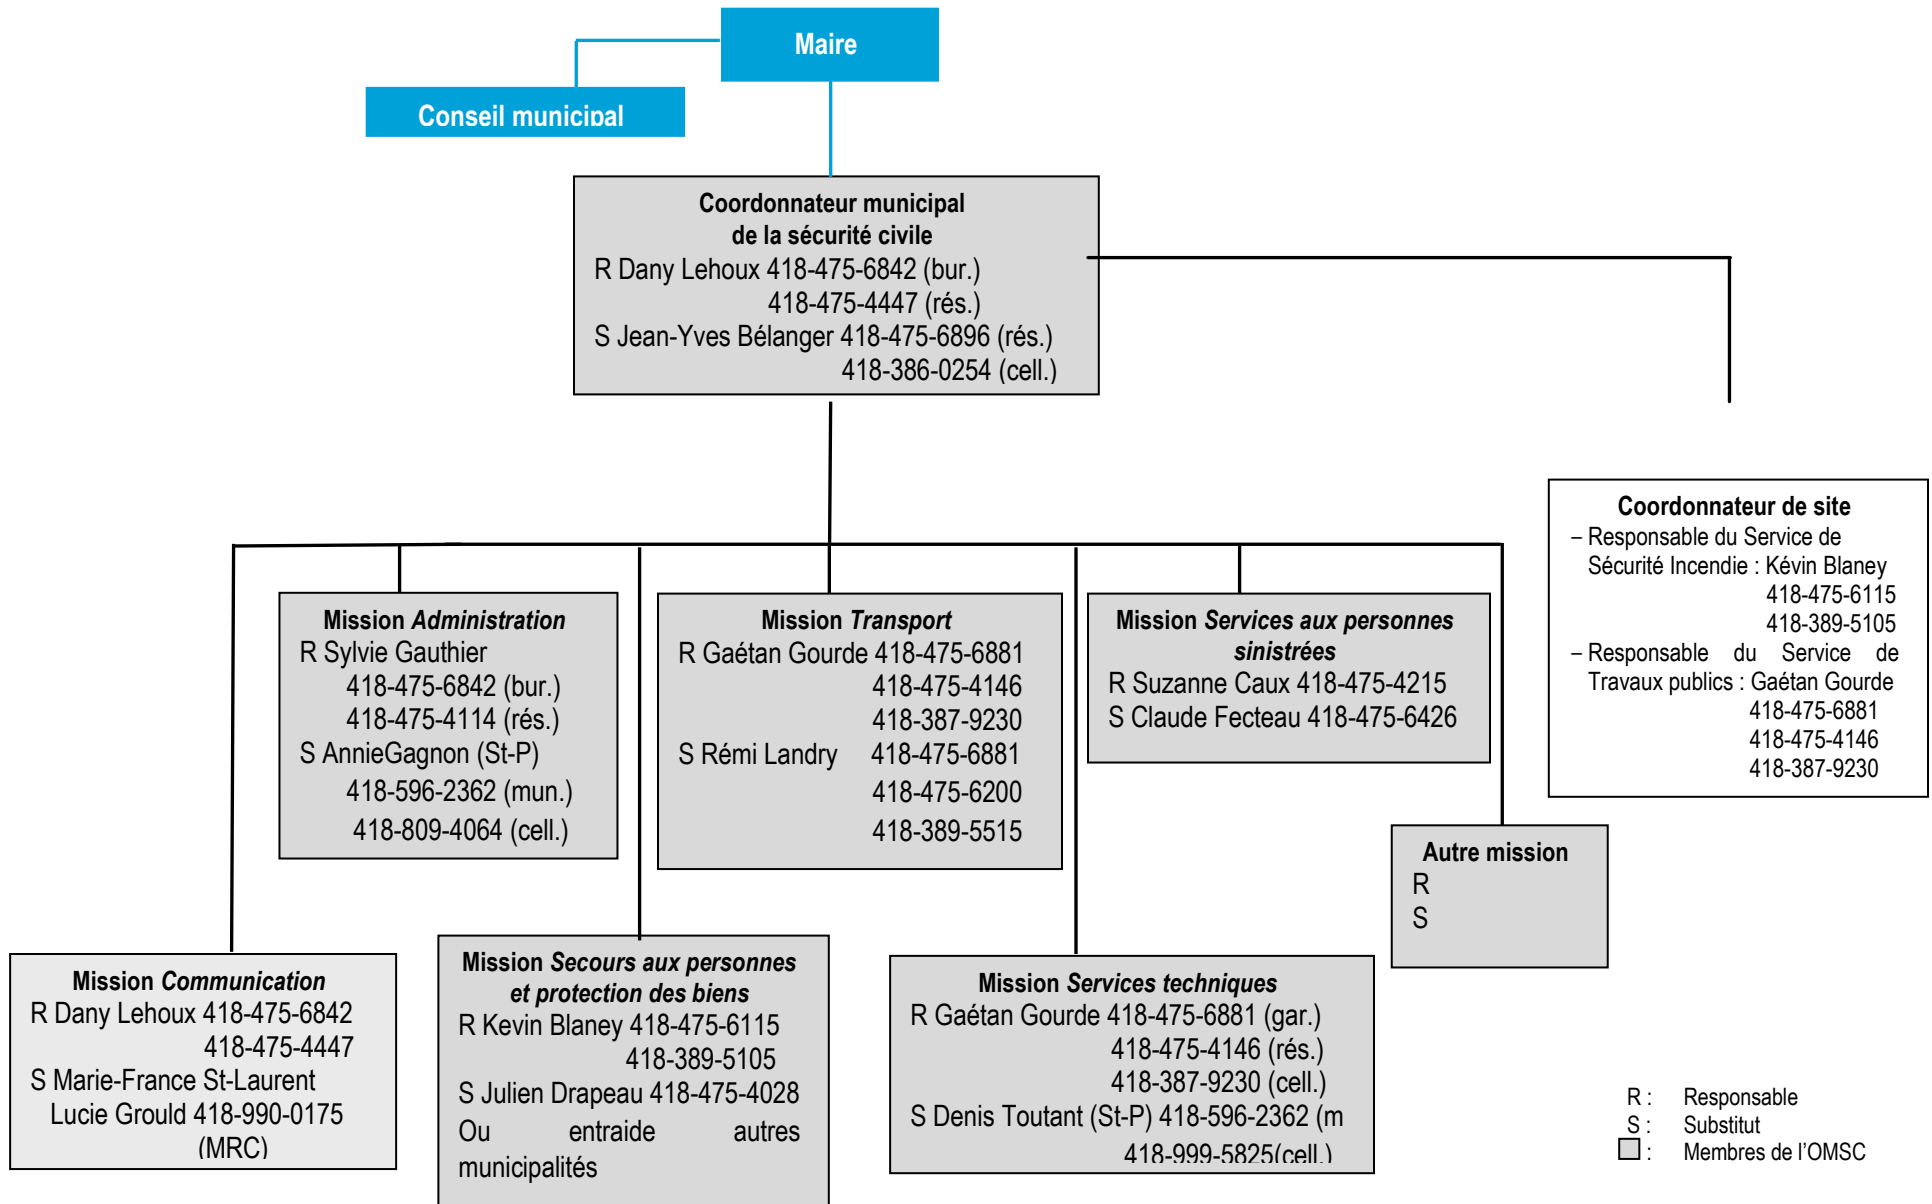 Maire
Conseil municipal
Coordonnateur municipal
de la sécurité civile
R Dany Lehoux 418-475-6842 (bur.)
418-475-4447 (rés.)
S Jean-Yves Bélanger 418-475-6896 (rés.)
418-386-0254 (cell.)
Coordonnateur de site
– Responsable du Service de
Sécurité Incendie : Kévin Blaney
418-475-6115
418-389-5105
– Responsable du Service de
Travaux publics : Gaétan Gourde
418-475-6881
418-475-4146
418-387-9230
Mission Administration
R Sylvie Gauthier
418-475-6842 (bur.)
418-475-4114 (rés.)
S AnnieGagnon (St-P)
418-596-2362 (mun.)
418-809-4064 (cell.)
Mission Transport
R Gaétan Gourde 418-475-6881
418-475-4146
418-387-9230
S Rémi Landry 418-475-6881
418-475-6200
418-389-5515
Mission Services aux personnes
sinistrées
R Suzanne Caux 418-475-4215
S Claude Fecteau 418-475-6426
Autre mission
R
S
Mission Communication
R Dany Lehoux 418-475-6842
418-475-4447
S Marie-France St-Laurent
Lucie Grould 418-990-0175
(MRC)
Mission Secours aux personnes
et protection des biens
R Kevin Blaney 418-475-6115
418-389-5105
S Julien Drapeau 418-475-4028
Ou entraide autres
municipalités
Mission Services techniques
R Gaétan Gourde 418-475-6881 (gar.)
418-475-4146 (rés.)
418-387-9230 (cell.)
S Denis Toutant (St-P) 418-596-2362 (m
418-999-5825(cell.)
R : Responsable
S : Substitut
: Membres de l'OMSC